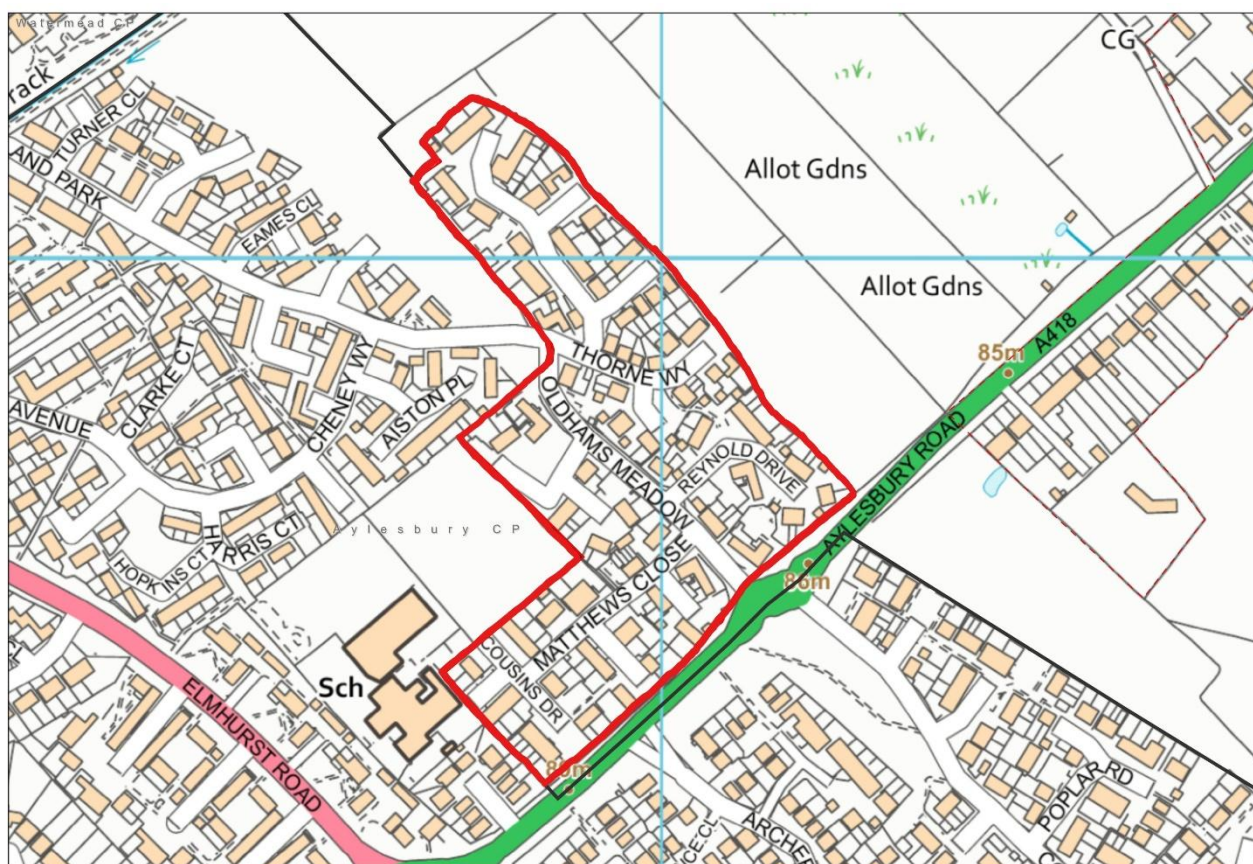 Watermead CP
CG
rack
TURNER CL
AND PARK
Allot Gdns
EAMES CL
Allot Gdns
A418
85m
THORNE WY
CHENEY WY
CLARKE CT
AISTON PL
OLDHAMS MEADOW
AVENUE
REYNOLD DRIVE
AYLESBURY ROAD
Aylesbury CP
HARRIS CT
HOPKINS CT
86m
MATTHEWS CLOSE
COUSINS DR
Sch
ELMHURST ROAD
POPLAR RD
ARCHER
CE CL